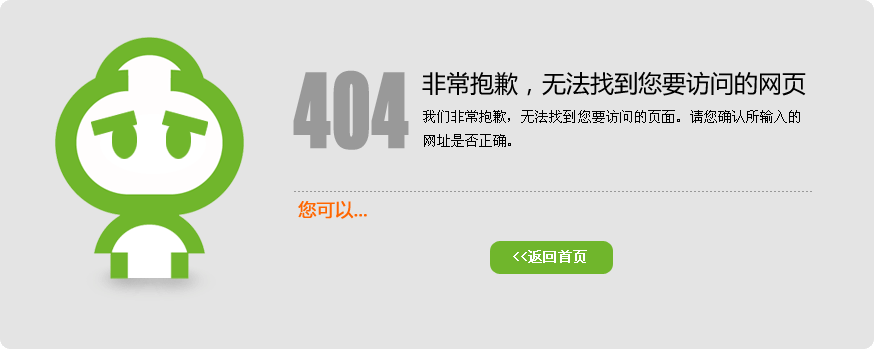 404
非常抱歉，无法找到您要访问的网页
我们非常抱歉，无法找到您要访问的页面。请您确认所输入的
网址是否正确。
您可以...
<<返回首页